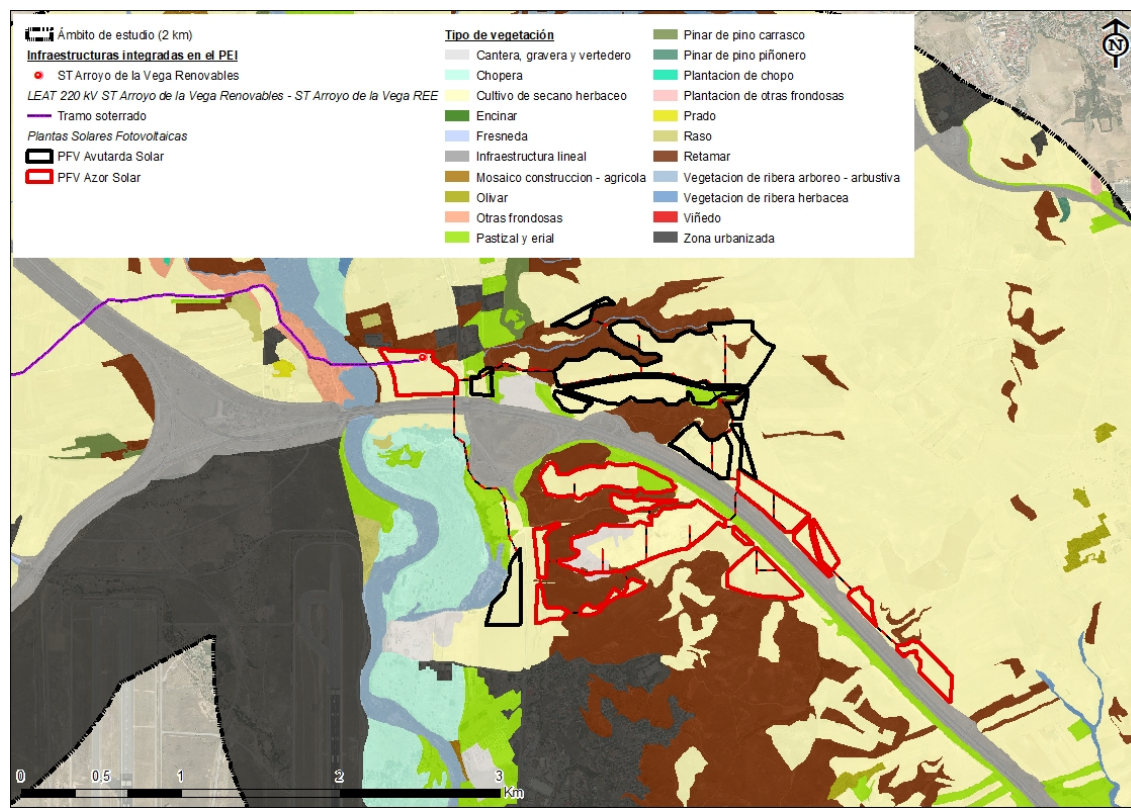 Ámbito de estudio (2 km)
Infraestructuras integradas en el PEI
ST Arroyo de la Vega Renovables
LEAT 220 kV ST Arroyo de la Vega Renovables - ST Arroyo de la Vega REE
Tramo soterrado
Plantas Solares Fotovoltaicas
PFV Avutarda Solar
PFV Azor Solar
Tipo de vegetación
Cantera, gravera y vertedero
Chopera
Cultivo de secano herbaceo
Encinar
Fresneda
Infraestructura lineal
Mosaico construccion - agricola
Olivar
Otras frondosas
Pastizal y erial
Pinar de pino carrasco
Pinar de pino piñonero
Plantacion de chopo
Plantacion de otras frondosas
Prado
Raso
Retamar
Vegetacion de ribera arboreo - arbustiva
Vegetacion de ribera herbacea
Viñedo
Zona urbanizada
N
0 0,5 1 2 3
Km